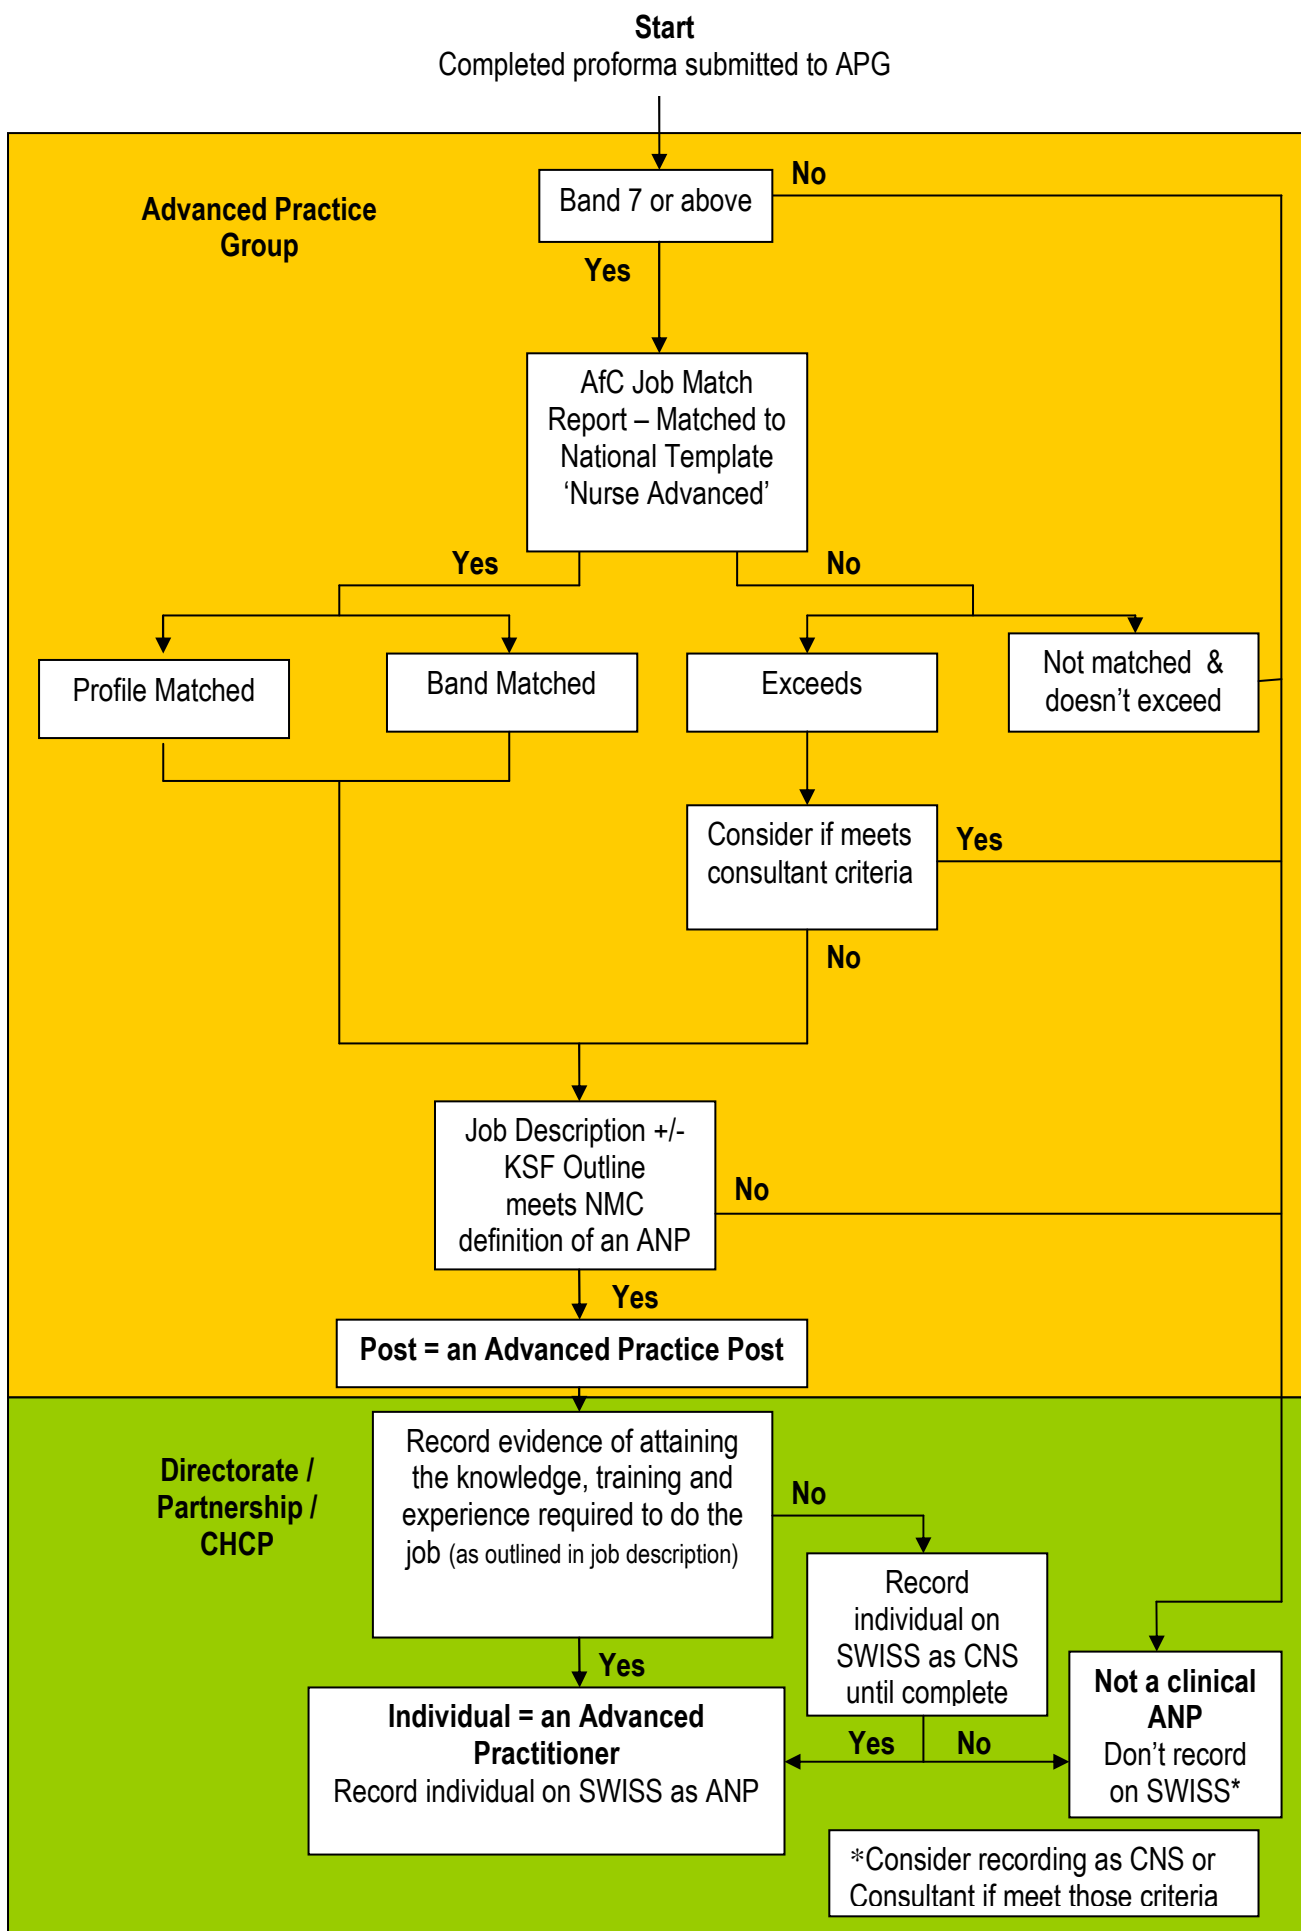 Start
Completed proforma submitted to APG
No
Band 7 or above
Advanced Practice
Group
Yes
AfC Job Match
Report – Matched to
National Template
‘Nurse Advanced’
Yes
No
Profile Matched
Band Matched
Exceeds
Not matched &
doesn’t exceed
Consider if meets
consultant criteria
Yes
No
Job Description +/-
KSF Outline
meets NMC
definition of an ANP
No
Yes
Post = an Advanced Practice Post
Directorate /
Partnership /
CHCP
Record evidence of attaining
the knowledge, training and
experience required to do the
job (as outlined in job description)
No
Record
individual on
SWISS as CNS
until complete
Yes
Individual = an Advanced
Practitioner
Record individual on SWISS as ANP
Yes
No
Not a clinical
ANP
Don’t record
on SWISS*
*Consider recording as CNS or
Consultant if meet those criteria